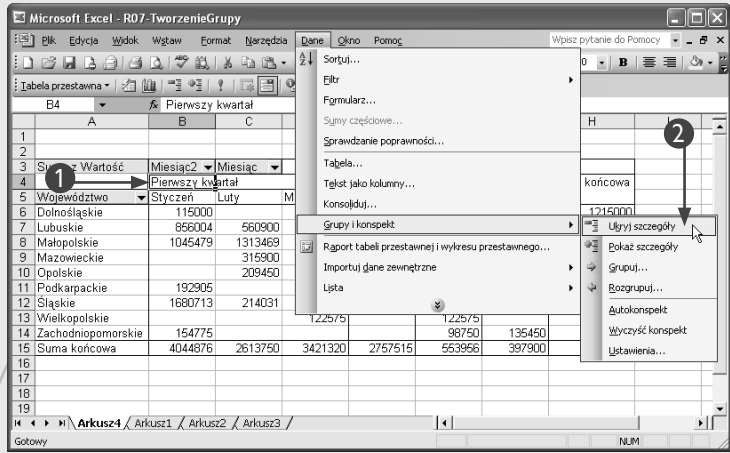 Microsoft Excel - R07-TworzenieGrupy
Plik Edycja Widok Wstaw Format Narzędzia Dane Okno Pomoc Wpisz pytanie do Pomocy
Tabela przestawna
B4 fx Pierwszy kwartał
A B C H
1
2
3 Miesiąc2 Miesiąc
4 Pierwszy kwartał końcowa
5 Województwo Styczeń Luty M
6 Dolnośląskie 115000 1215000
7 Lubuskie 856004 560900
8 Małopolskie 1045479 1313469
9 Mazowieckie 315900
10 Opolskie 209450
11 Podkarpackie 192905
12 Śląskie 1680713 214031
13 Wielkopolskie 122575 122575
14 Zachodniopomorskie 154775 98750 135450
15 Suma końcowa 4044876 2613750 3421320 2757515 553956 397900
16
17
18
19
Sortuj...
Filtr
Formularz...
Sumy częściowe...
Sprawdzanie poprawności...
Tabela...
Tekst jako kolumny...
Konsoliduj...
Grupy i konspekt
Raport tabeli przestawnej i wykresu przestawnego...
Importuj dane zewnętrzne
Lista
Ukryj szczegóły
Pokaż szczegóły
Grupuj...
Rozgrupuj...
Autokonspekt
Wyczyść konspekt
Ustawienia...
1
2
Arkusz4 Arkusz1 Arkusz2 Arkusz3
Gotowy NUM